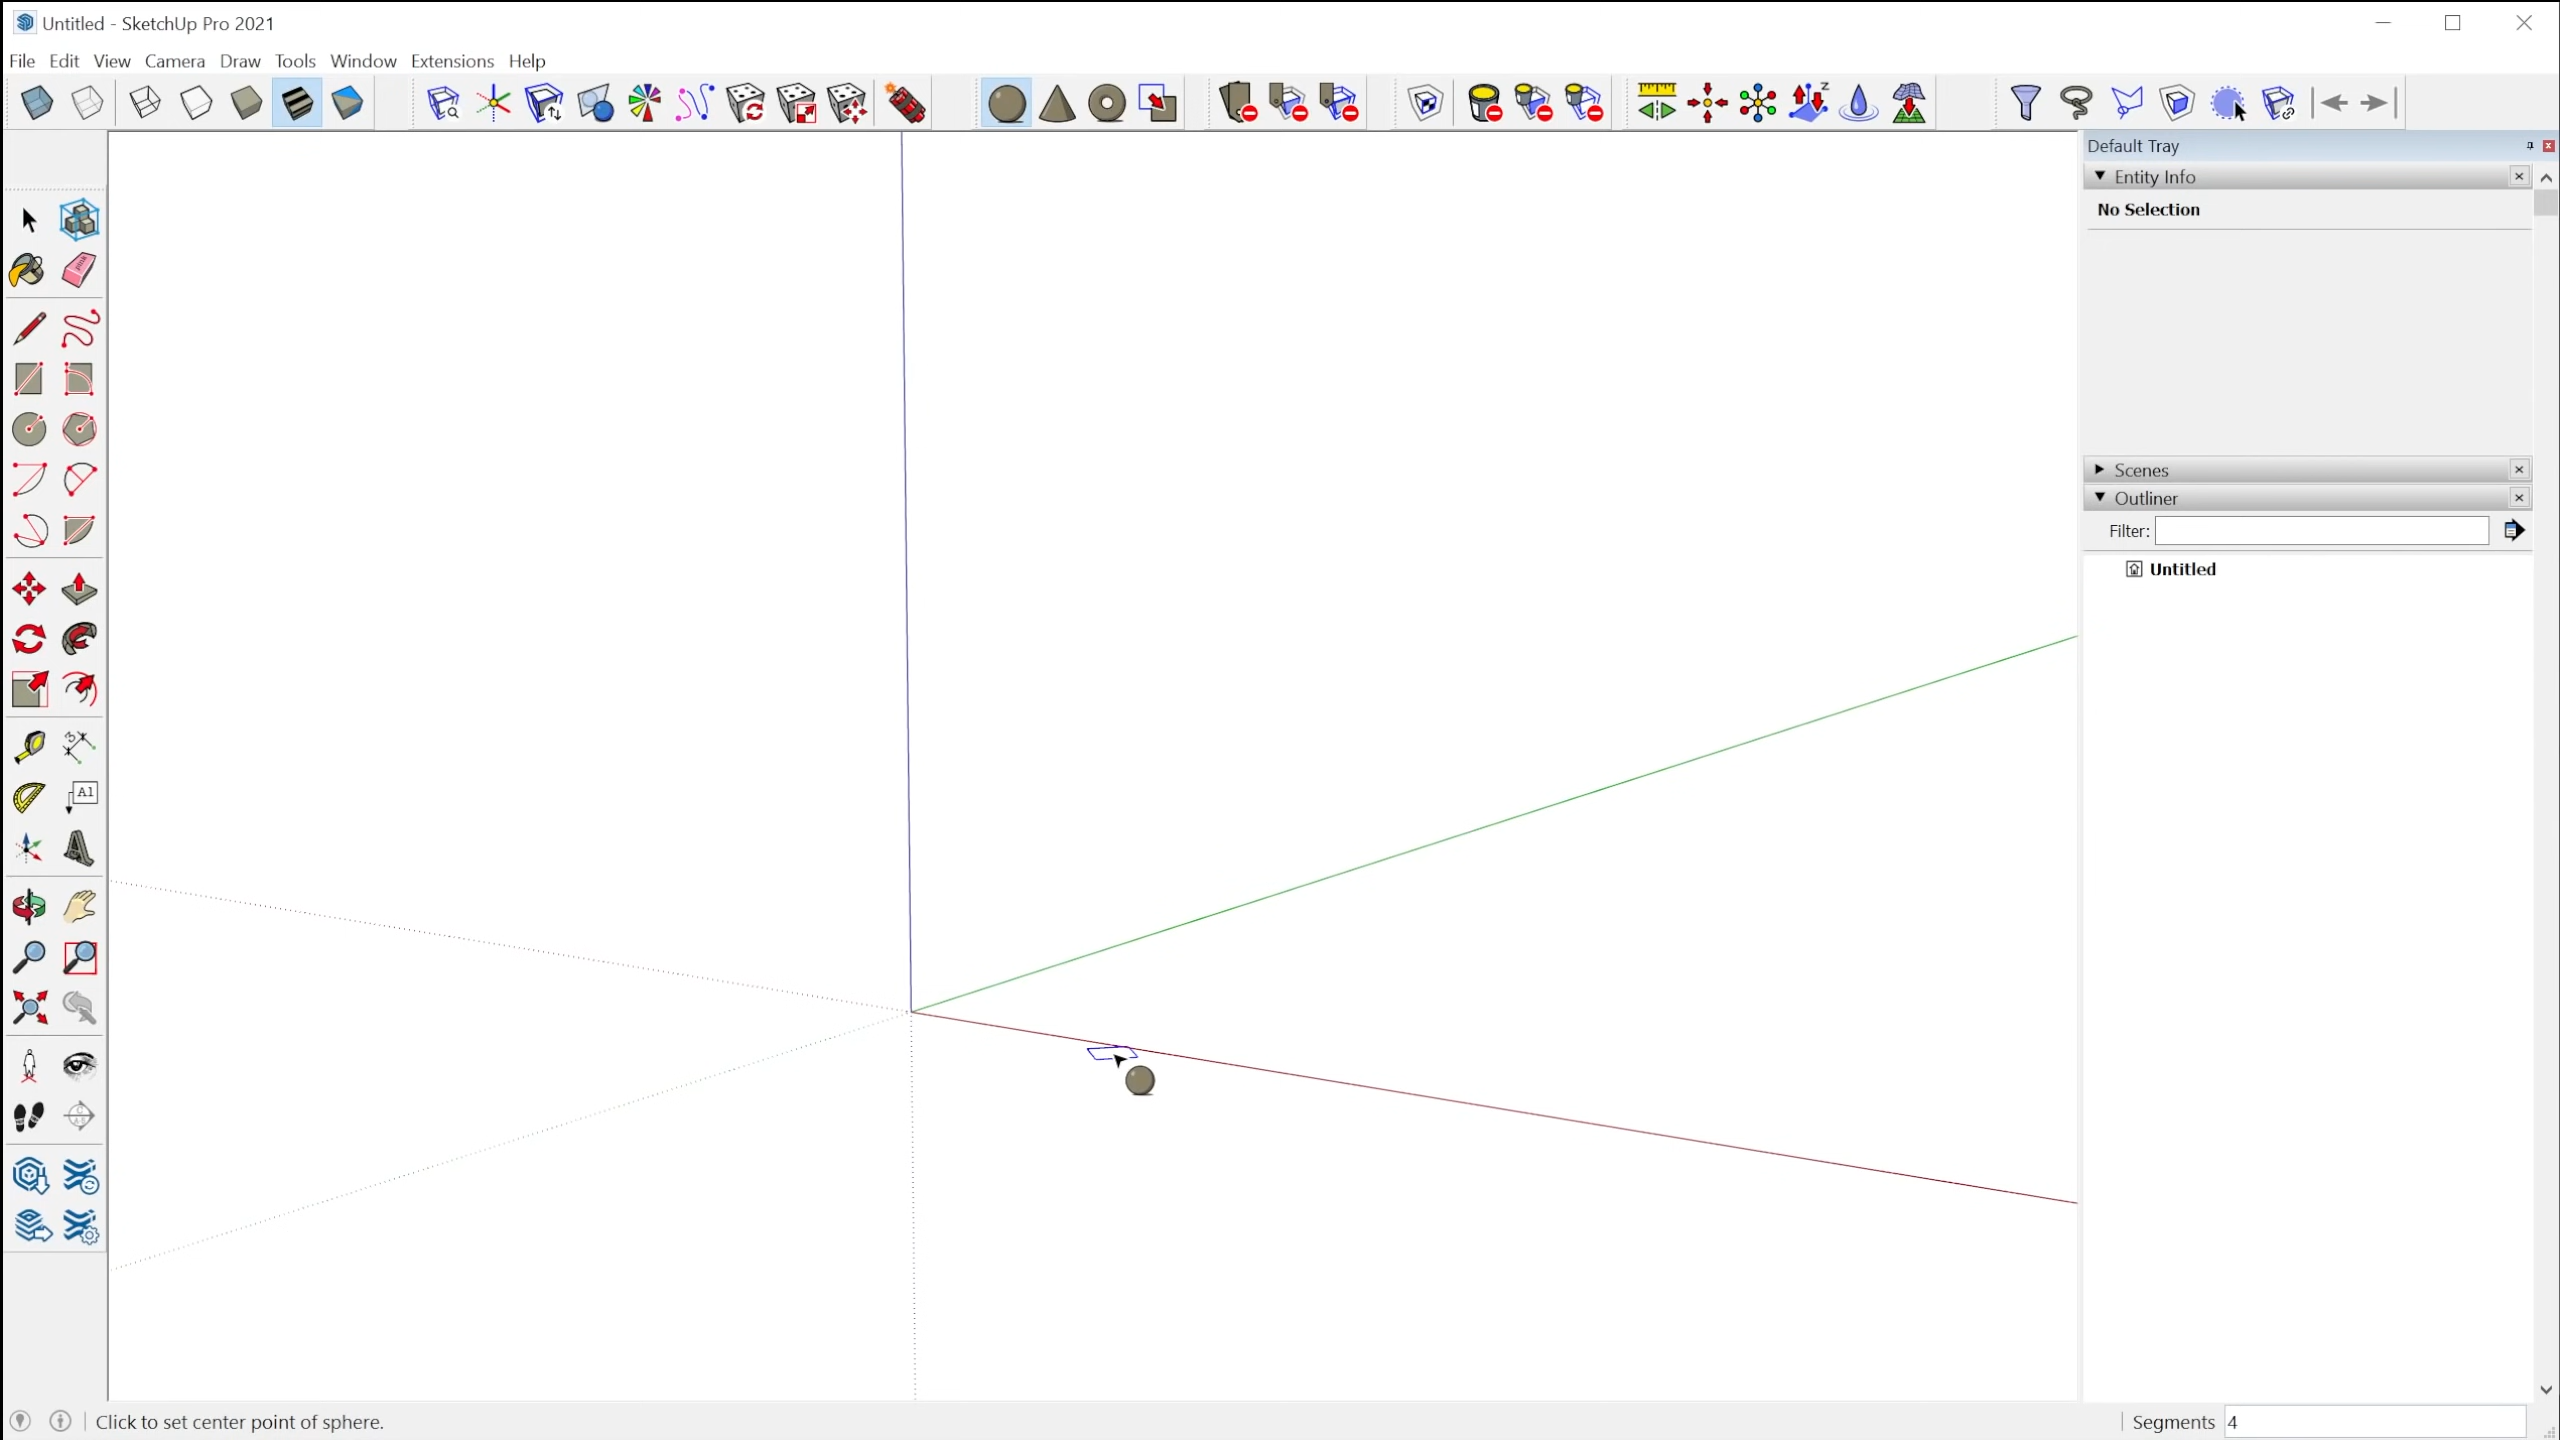 Untitled - SketchUp Pro 2021
File Edit View Camera Draw Tools Window Extensions Help
Default Tray
Entity Info
No Selection
Scenes
Outliner
Filter:
Untitled
A1
Click to set center point of sphere.
Segments 4